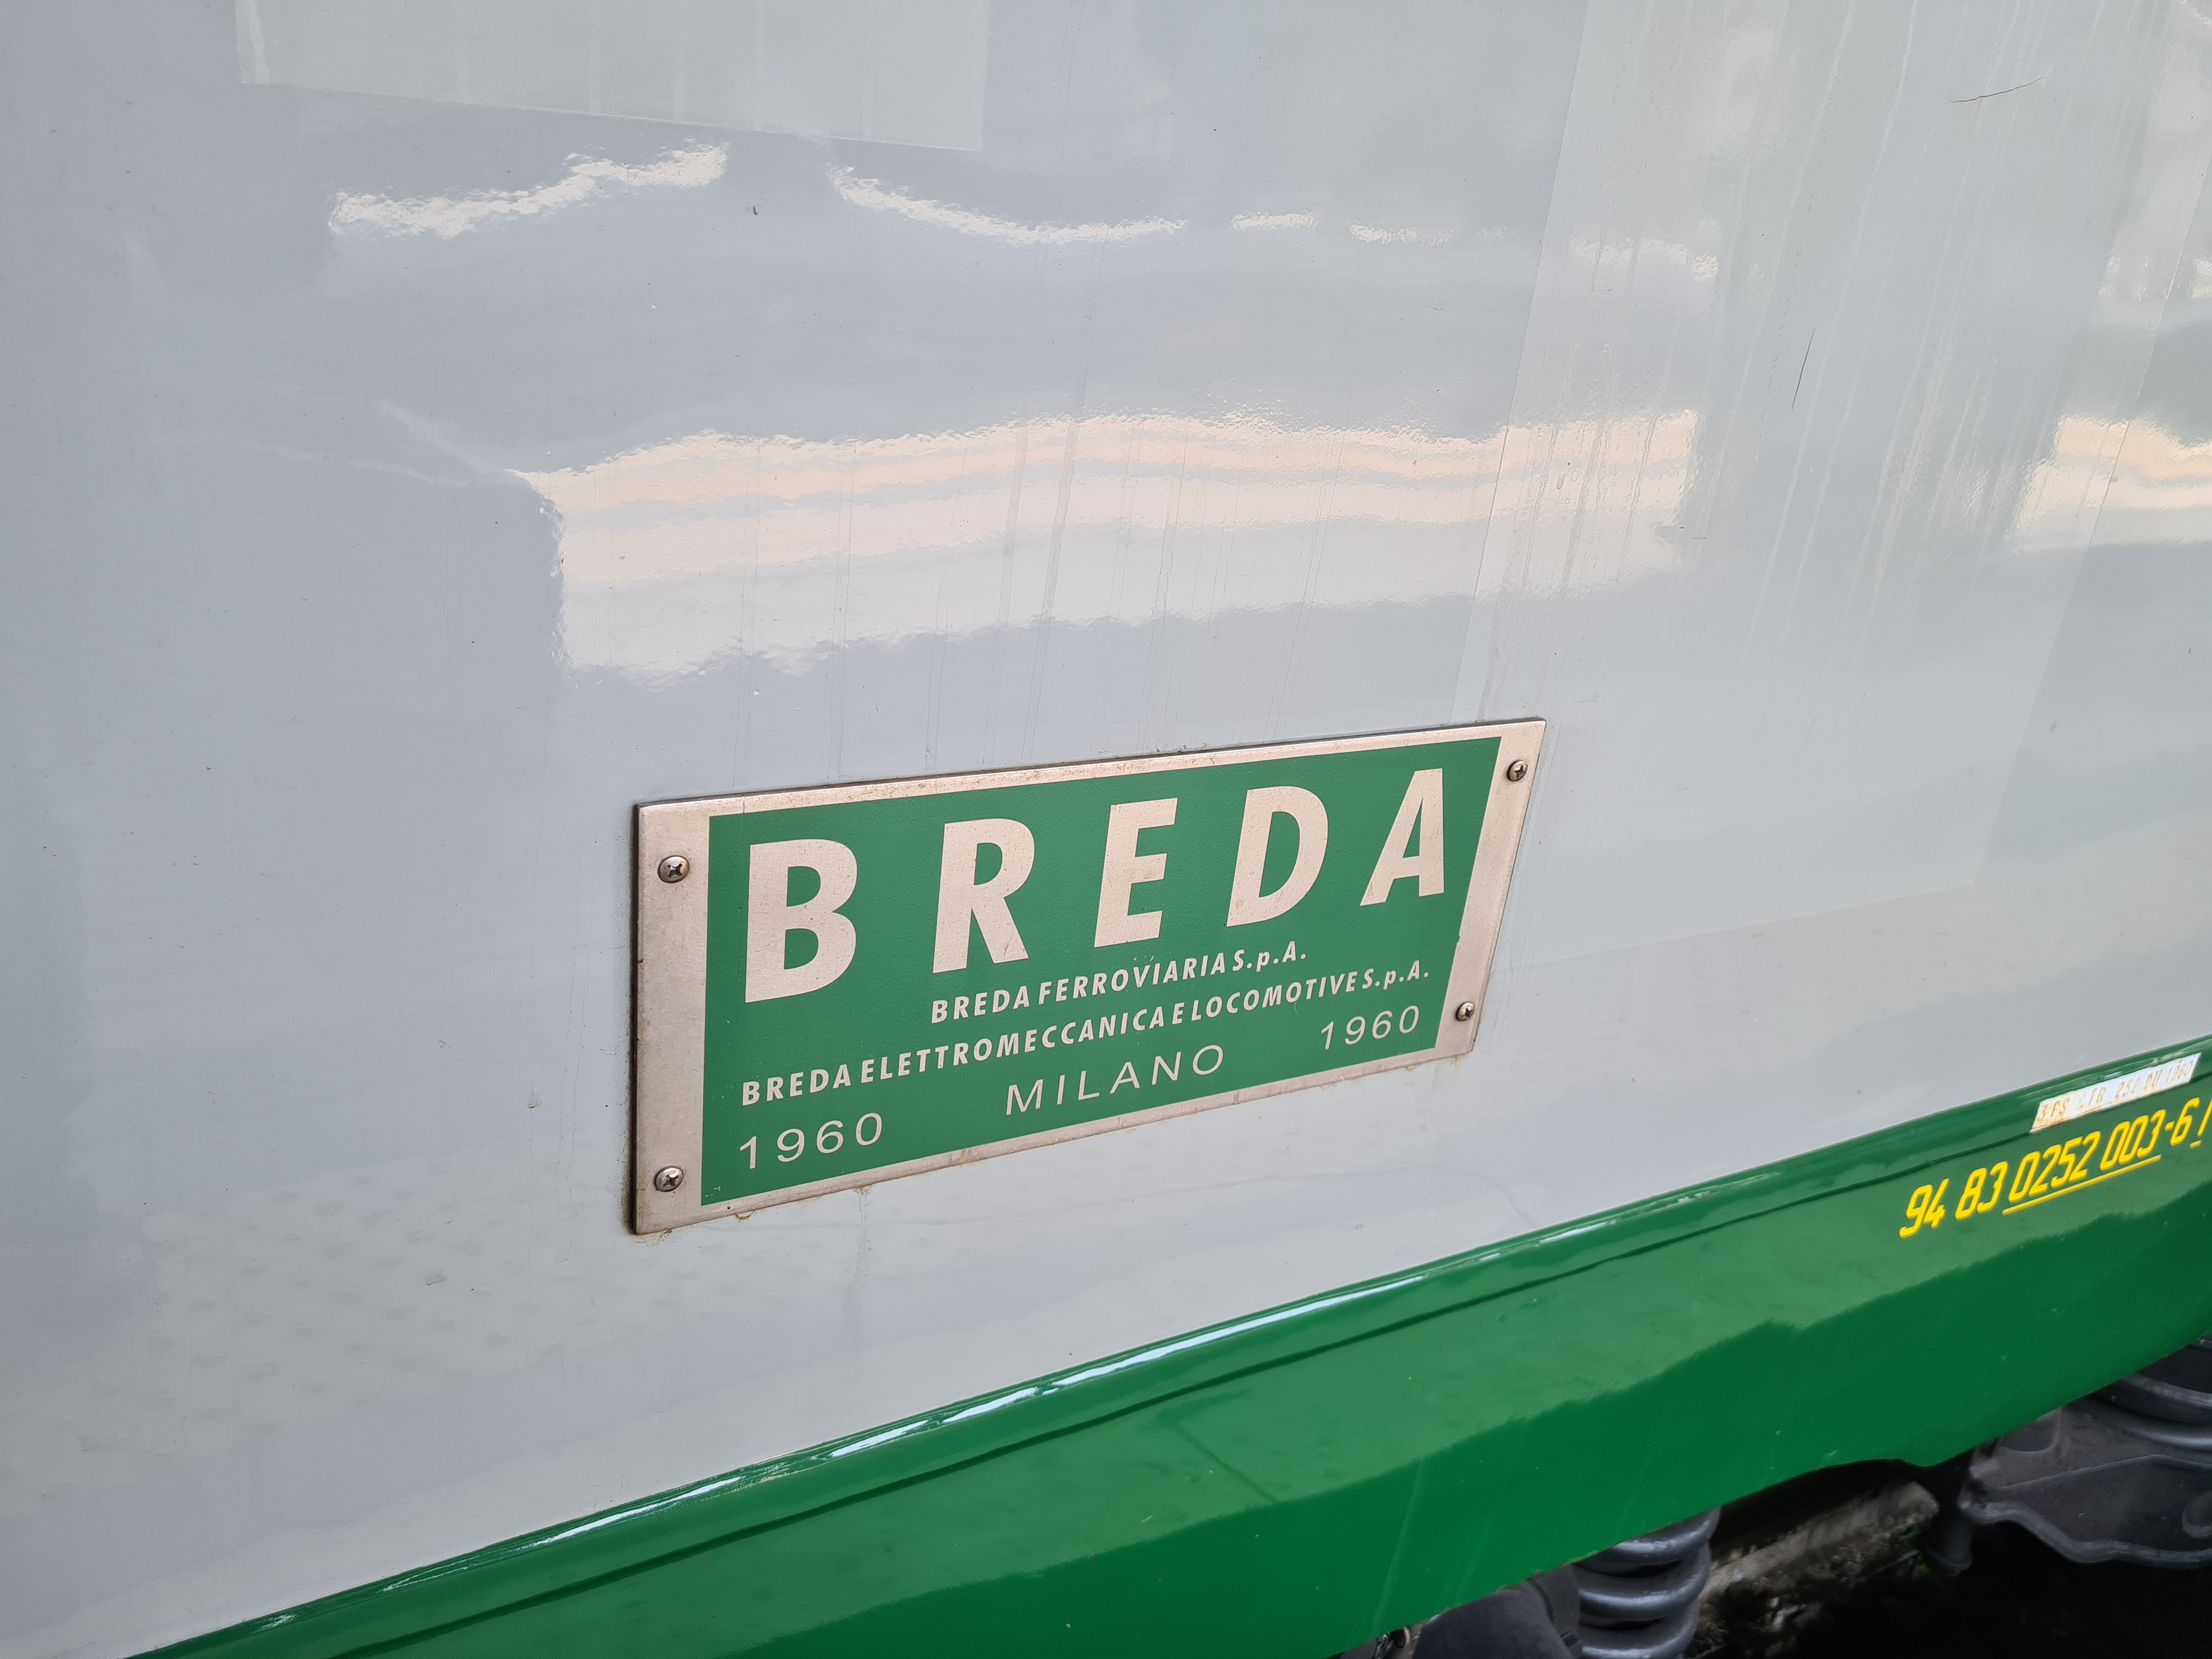 BREDA
BREDA FERROVIARIA S.p.A.
BREDA ELETTROMECCANICA E LOCOMOTIVE S.p.A.
1960 MILANO 1960
94 83 0252 003-6 I